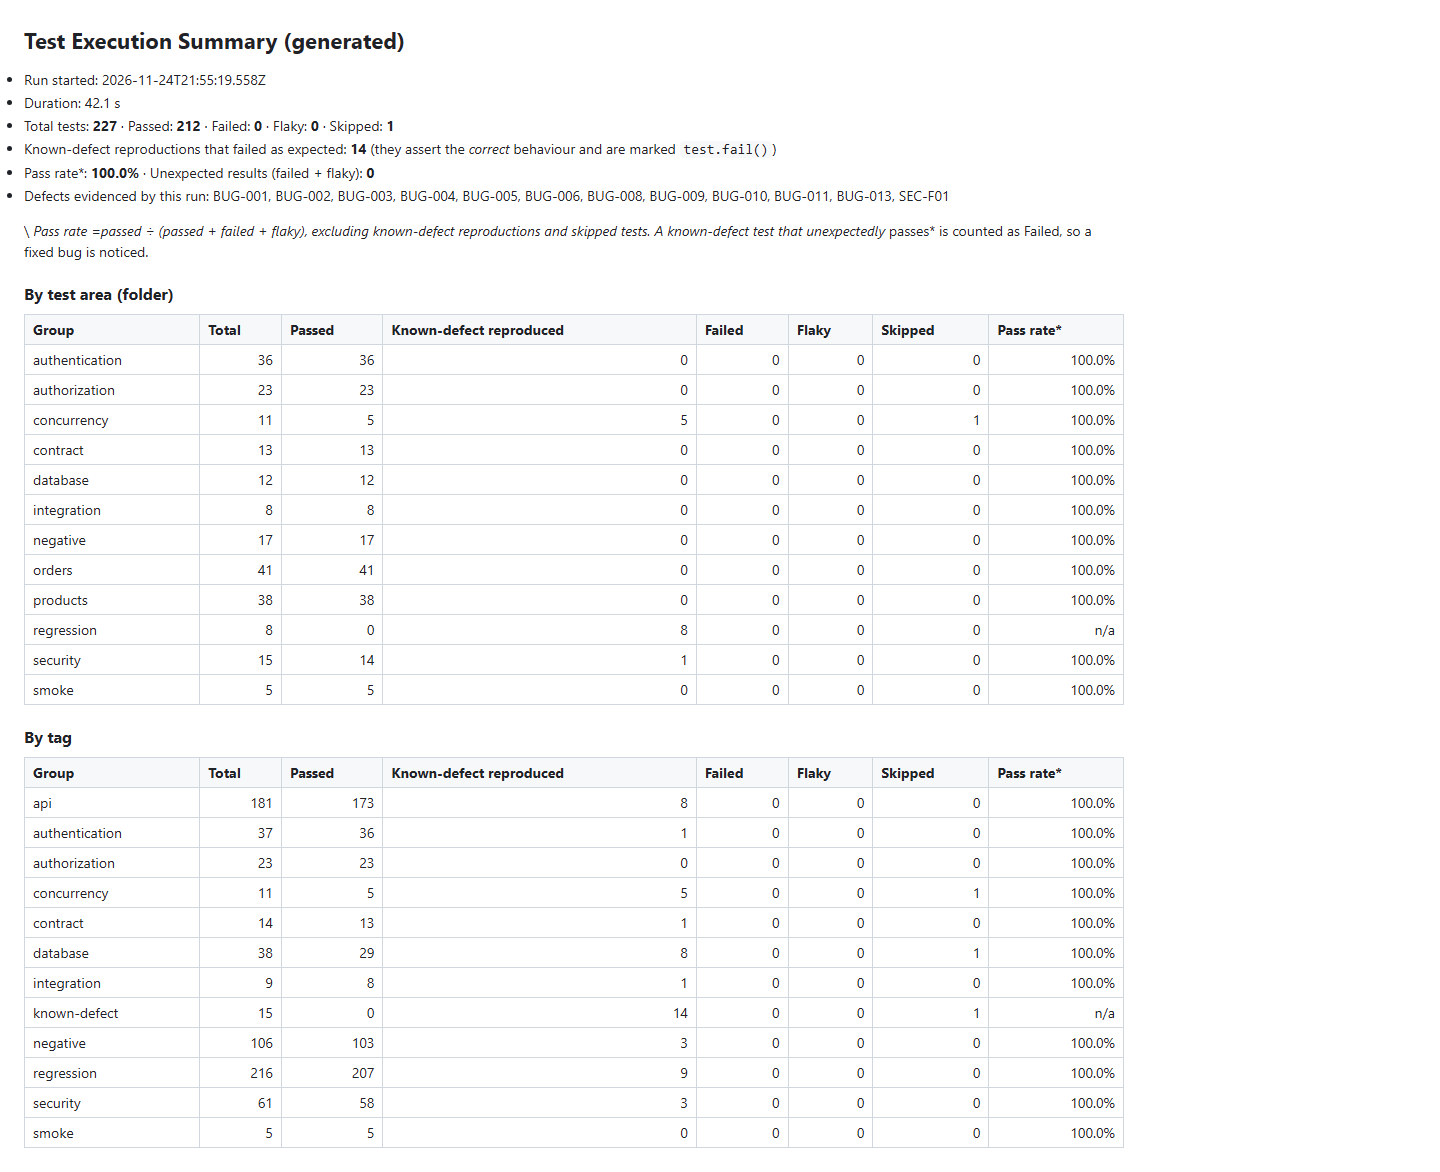 Test Execution Summary (generated)
• Run started: 2026-11-24T21:55:19.558Z
• Duration: 42.1 s
• Total tests: 227 · Passed: 212 · Failed: 0 · Flaky: 0 · Skipped: 1
• Known-defect reproductions that failed as expected: 14 (they assert the correct behaviour and are marked test.fail() )
• Pass rate*: 100.0% · Unexpected results (failed + flaky): 0
• Defects evidenced by this run: BUG-001, BUG-002, BUG-003, BUG-004, BUG-005, BUG-006, BUG-008, BUG-009, BUG-010, BUG-011, BUG-013, SEC-F01
\ Pass rate =passed ÷ (passed + failed + flaky), excluding known-defect reproductions and skipped tests. A known-defect test that unexpectedly passes* is counted as Failed, so a
fixed bug is noticed.
By test area (folder)
Group Total Passed Known-defect reproduced Failed Flaky Skipped Pass rate*
authentication 36 36 0 0 0 0 100.0%
authorization 23 23 0 0 0 0 100.0%
concurrency 11 5 5 0 0 1 100.0%
contract 13 13 0 0 0 0 100.0%
database 12 12 0 0 0 0 100.0%
integration 8 8 0 0 0 0 100.0%
negative 17 17 0 0 0 0 100.0%
orders 41 41 0 0 0 0 100.0%
products 38 38 0 0 0 0 100.0%
regression 8 0 8 0 0 0 n/a
security 15 14 1 0 0 0 100.0%
smoke 5 5 0 0 0 0 100.0%
By tag
Group Total Passed Known-defect reproduced Failed Flaky Skipped Pass rate*
api 181 173 8 0 0 0 100.0%
authentication 37 36 1 0 0 0 100.0%
authorization 23 23 0 0 0 0 100.0%
concurrency 11 5 5 0 0 1 100.0%
contract 14 13 1 0 0 0 100.0%
database 38 29 8 0 0 1 100.0%
integration 9 8 1 0 0 0 100.0%
known-defect 15 0 14 0 0 1 n/a
negative 106 103 3 0 0 0 100.0%
regression 216 207 9 0 0 0 100.0%
security 61 58 3 0 0 0 100.0%
smoke 5 5 0 0 0 0 100.0%